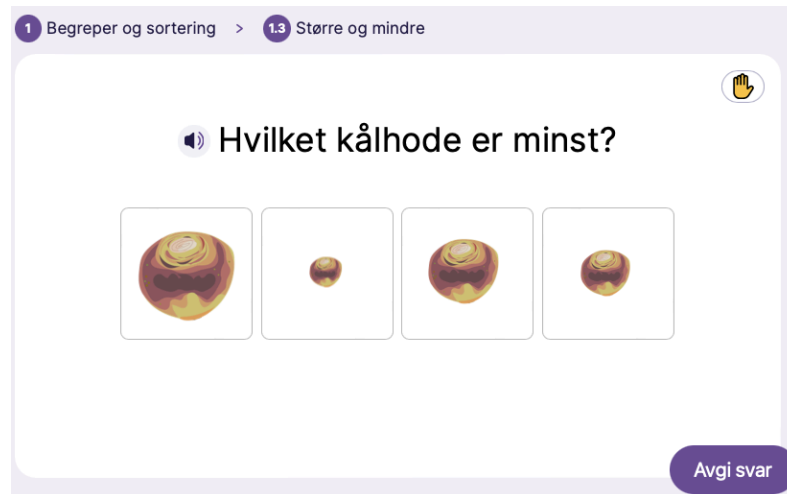 1 Begreper og sortering > 1.3 Større og mindre
Hvilket kålhode er minst?
Avgi svar